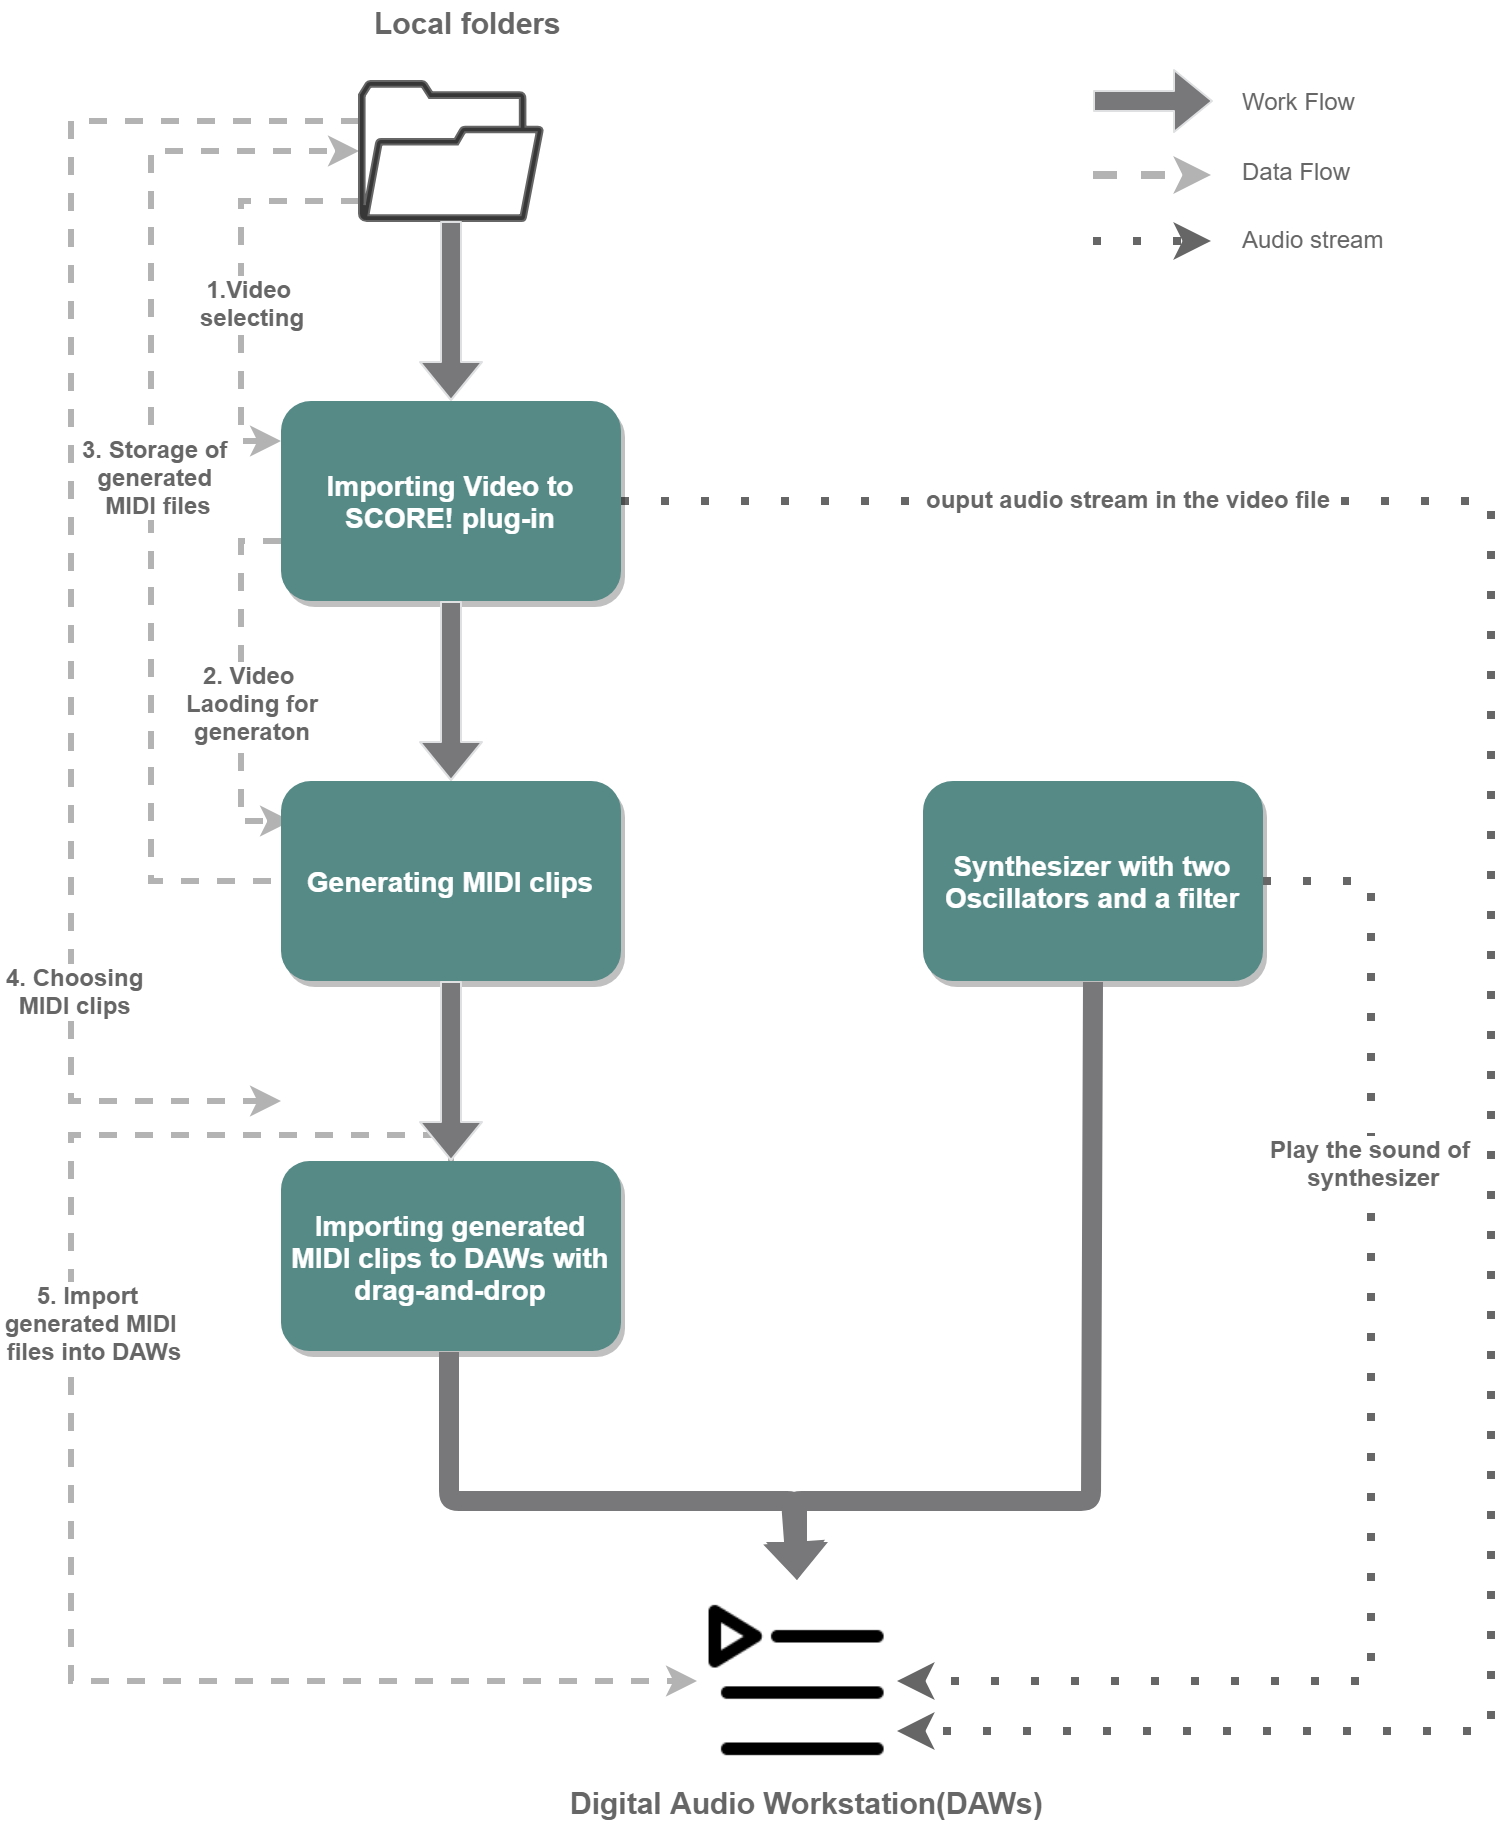 Local folders
Work Flow
Data Flow
Audio stream
1.Video
selecting
3. Storage of
generated
MIDI files
Importing Video to
SCORE! plug-in
ouput audio stream in the video file
2. Video
Laoding for
generaton
Generating MIDI clips
Synthesizer with two
Oscillators and a filter
4. Choosing
MIDI clips
Play the sound of
synthesizer
Importing generated
MIDI clips to DAWs with
drag-and-drop
5. Import
generated MIDI
files into DAWs
Digital Audio Workstation(DAWs)